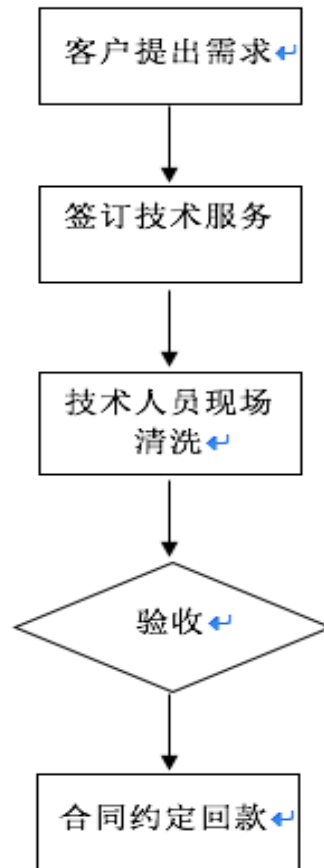 客户提出需求
签订技术服务
技术人员现场
清洗
验收
合同约定回款